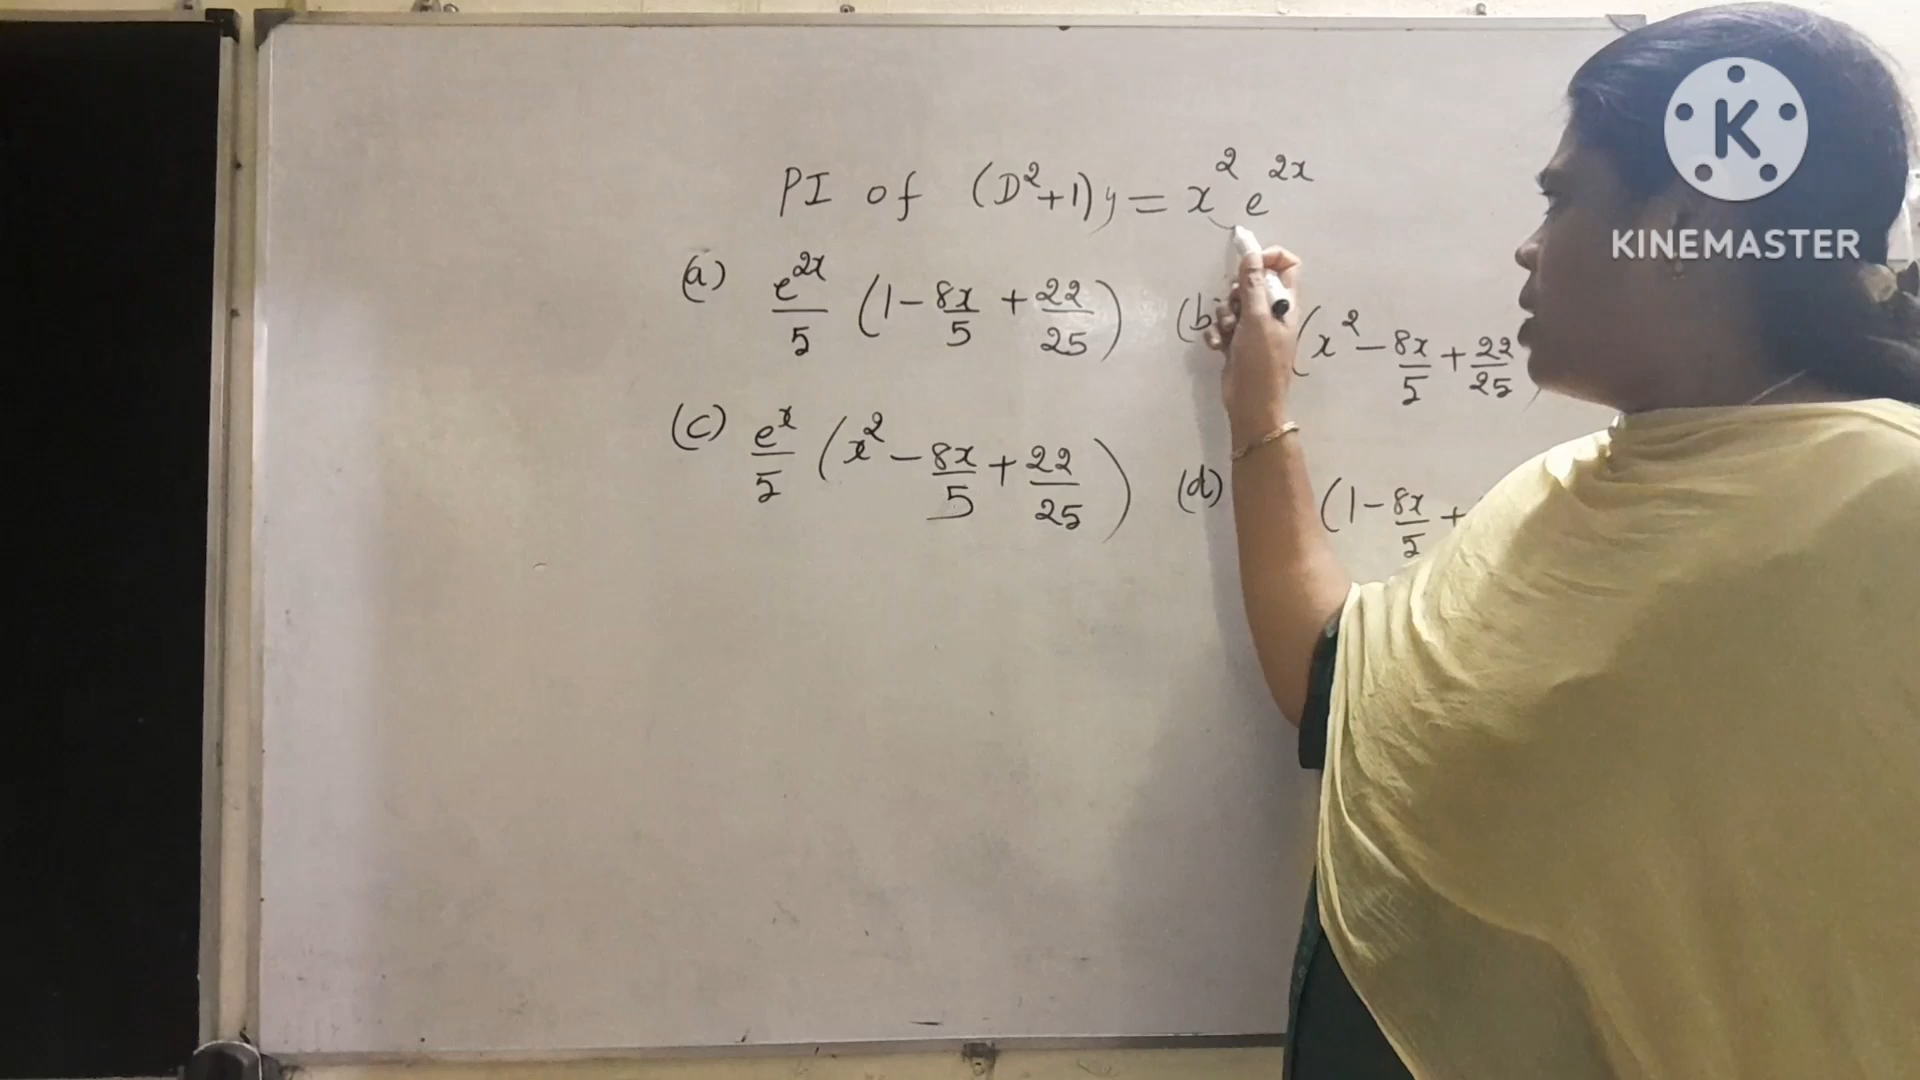 PI of (D²+1)y = x² e^2x
(a) e^2x/5 (1 - 8x/5 + 22/25) (b) (x² - 8x/5 + 22/25
(c) e^x/5 (x² - 8x/5 + 22/25) (d) (1 - 8x/5 +
K
KINEMASTER